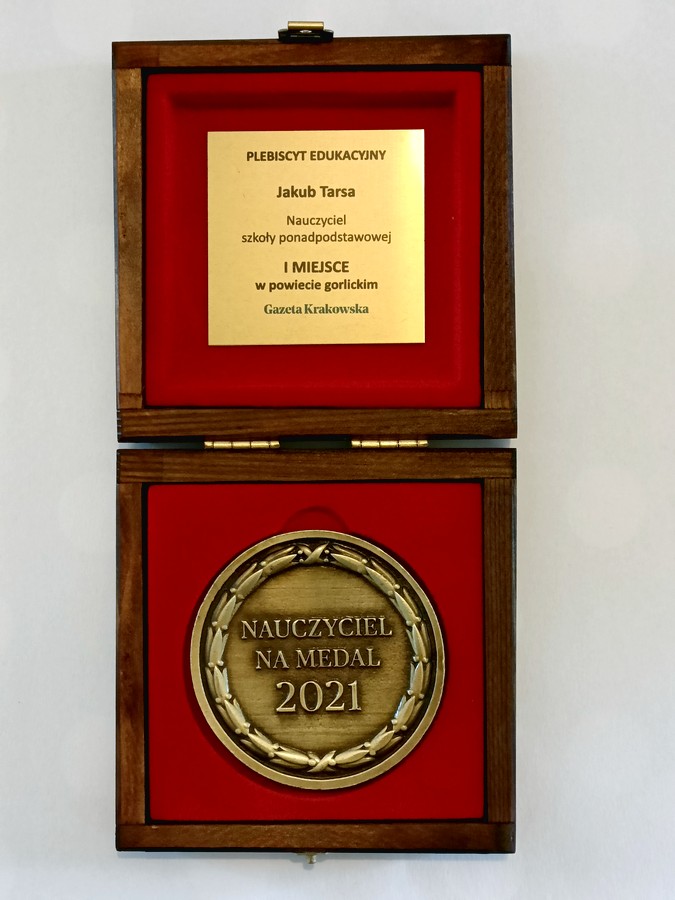 PLEBISCYT EDUKACYJNY
Jakub Tarsa
Nauczyciel
szkoły ponadpodstawowej
I MIEJSCE
w powiecie gorlickim
Gazeta Krakowska
NAUCZYCIEL
NA MEDAL
2021